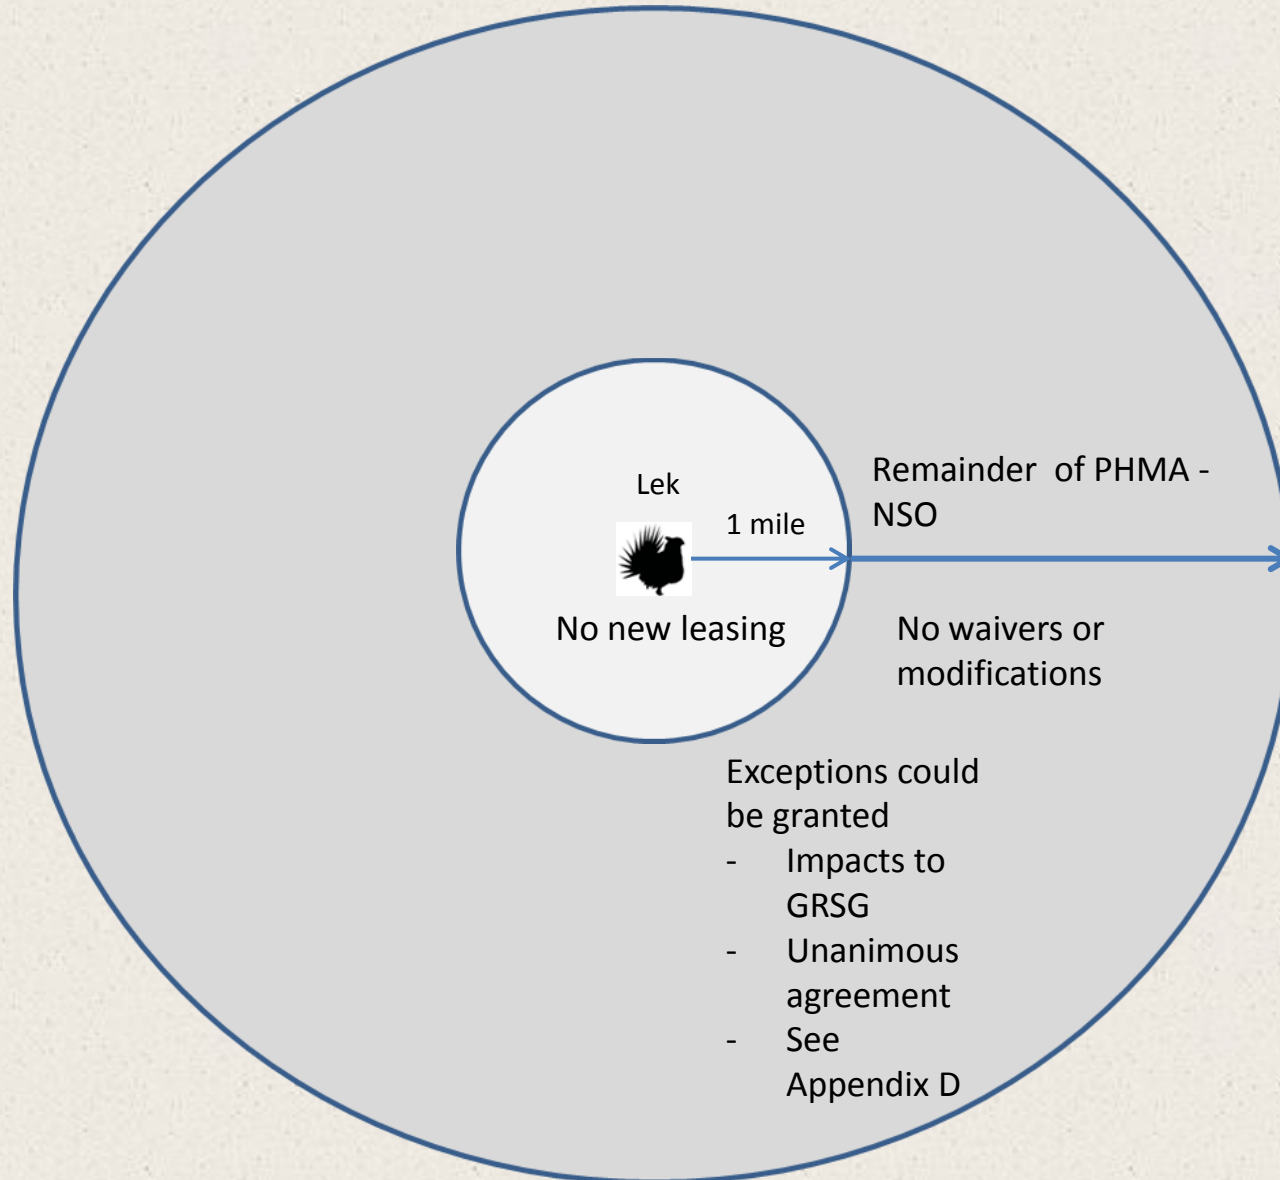 Lek
1 mile
No new leasing
Remainder  of PHMA -
NSO
No waivers or
modifications
Exceptions could
be granted
- Impacts to
GRSG
- Unanimous
agreement
- See
Appendix D